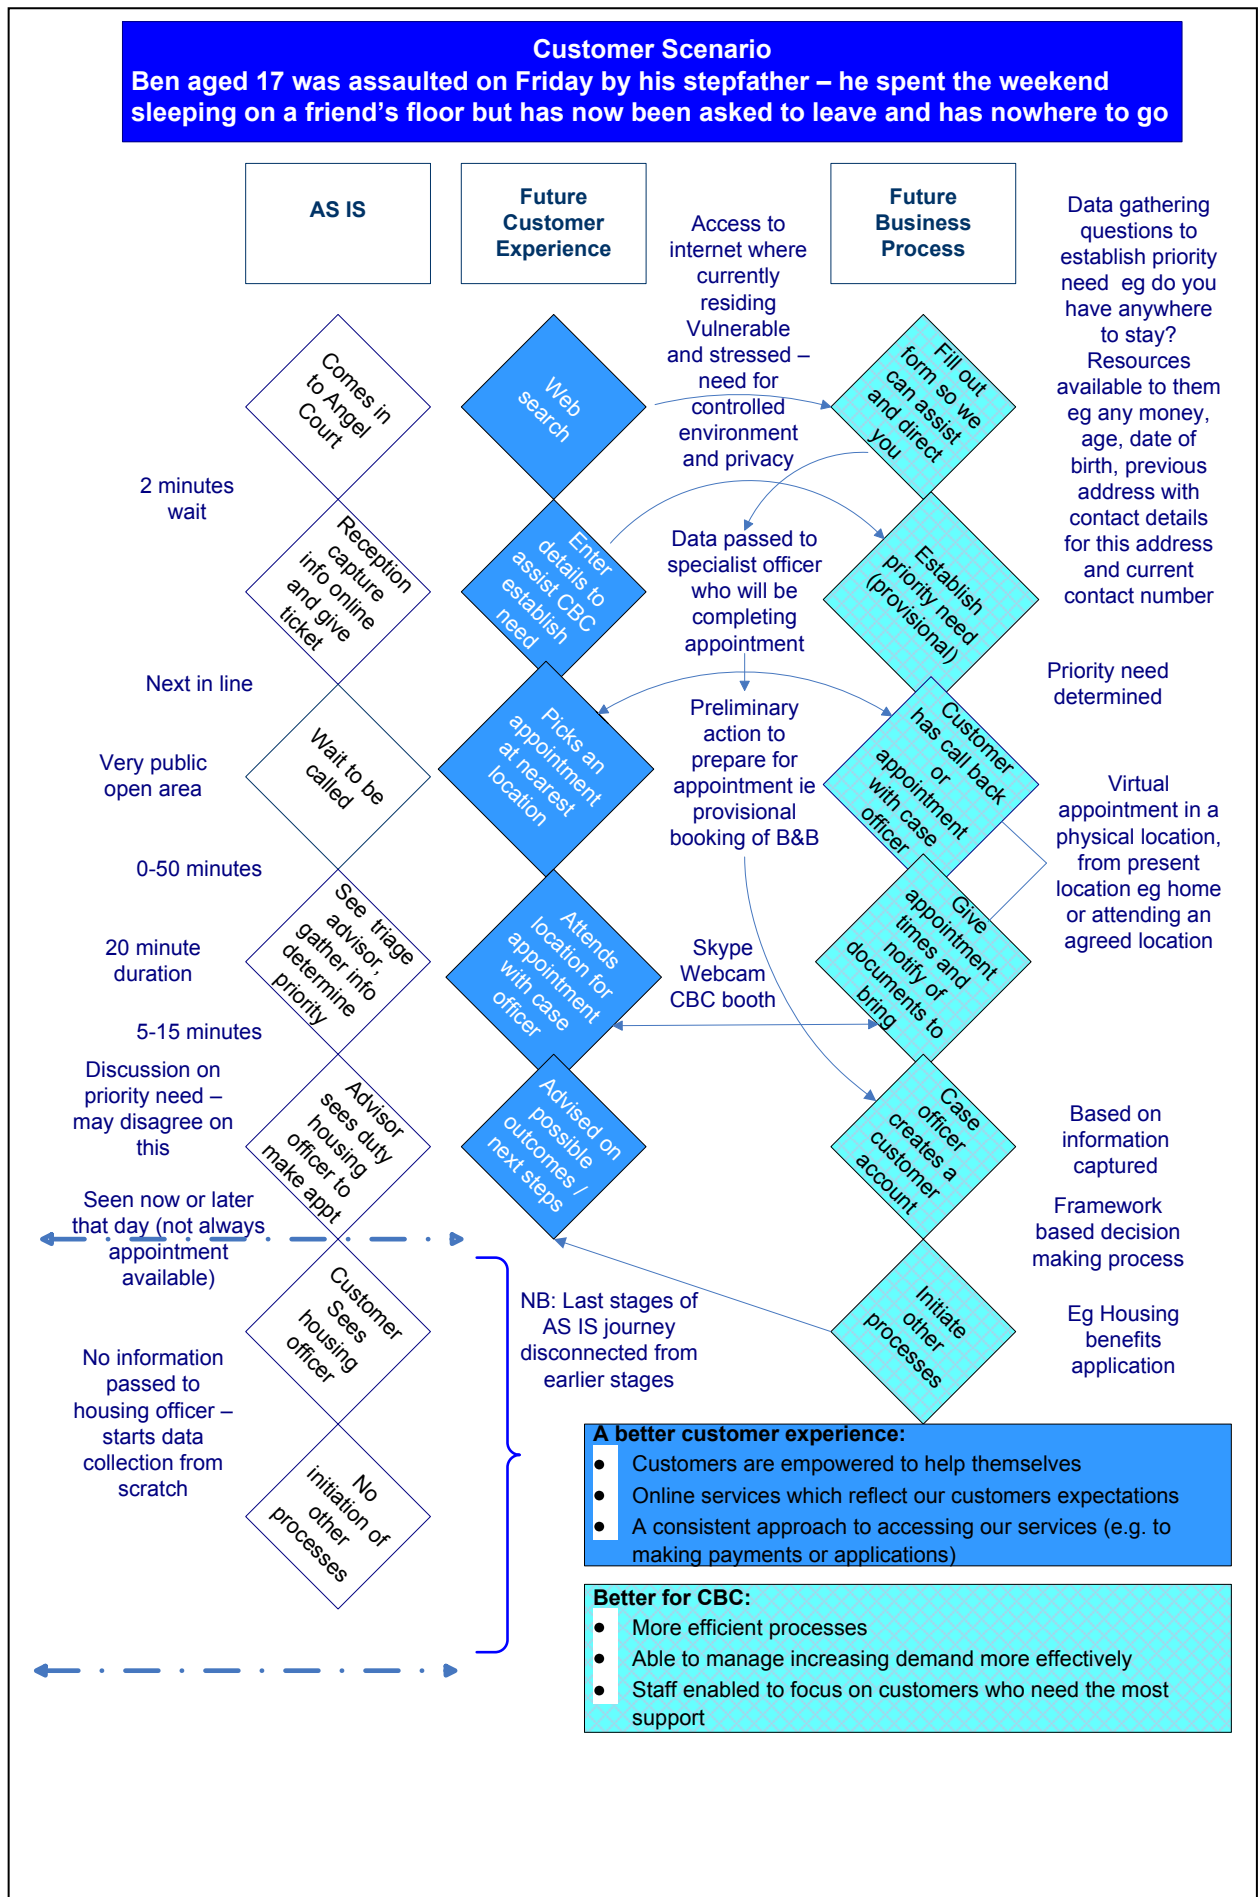 Customer Scenario
Ben aged 17 was assaulted on Friday by his stepfather – he spent the weekend
sleeping on a friend's floor but has now been asked to leave and has nowhere to go
AS IS
Future
Customer
Experience
Future
Business
Process
Comes in
to Angel
Court
2 minutes
wait
Reception
capture
info online
and give
ticket
Next in line
Wait to be
called
Very public
open area
0-50 minutes
See triage
advisor,
gather info
determine
priority
20 minute
duration
5-15 minutes
Discussion on
priority need –
may disagree on
this
Advisor
sees duty
housing
officer to
make appt
Seen now or later
that day (not always
appointment
available)
Customer
Sees
housing
officer
No information
passed to
housing officer –
starts data
collection from
scratch
No
initiation of
other
processes
Web
search
Enter
details to
assist CBC
establish
need
Picks an
appointment
at nearest
location
Attends
location for
appointment
with case
officer
Advised on
possible
outcomes /
next steps
NB: Last stages of
AS IS journey
disconnected from
earlier stages
Access to
internet where
currently
residing
Vulnerable
and stressed –
need for
controlled
environment
and privacy
Data passed to
specialist officer
who will be
completing
appointment
Preliminary
action to
prepare for
appointment ie
provisional
booking of B&B
Skype
Webcam
CBC booth
Fill out
form so we
can assist
and direct
you
Establish
priority need
(provisional)
Customer
has call back
or
appointment
with case
officer
Give
appointment
times and
notify of
documents to
bring
Case
officer
creates a
customer
account
Initiate
other
processes
Data gathering
questions to
establish priority
need eg do you
have anywhere
to stay?
Resources
available to them
eg any money,
age, date of
birth, previous
address with
contact details
for this address
and current
contact number
Priority need
determined
Virtual
appointment in a
physical location,
from present
location eg home
or attending an
agreed location
Based on
information
captured
Framework
based decision
making process
Eg Housing
benefits
application
A better customer experience:
● Customers are empowered to help themselves
● Online services which reflect our customers expectations
● A consistent approach to accessing our services (e.g. to
making payments or applications)
Better for CBC:
● More efficient processes
● Able to manage increasing demand more effectively
● Staff enabled to focus on customers who need the most
support